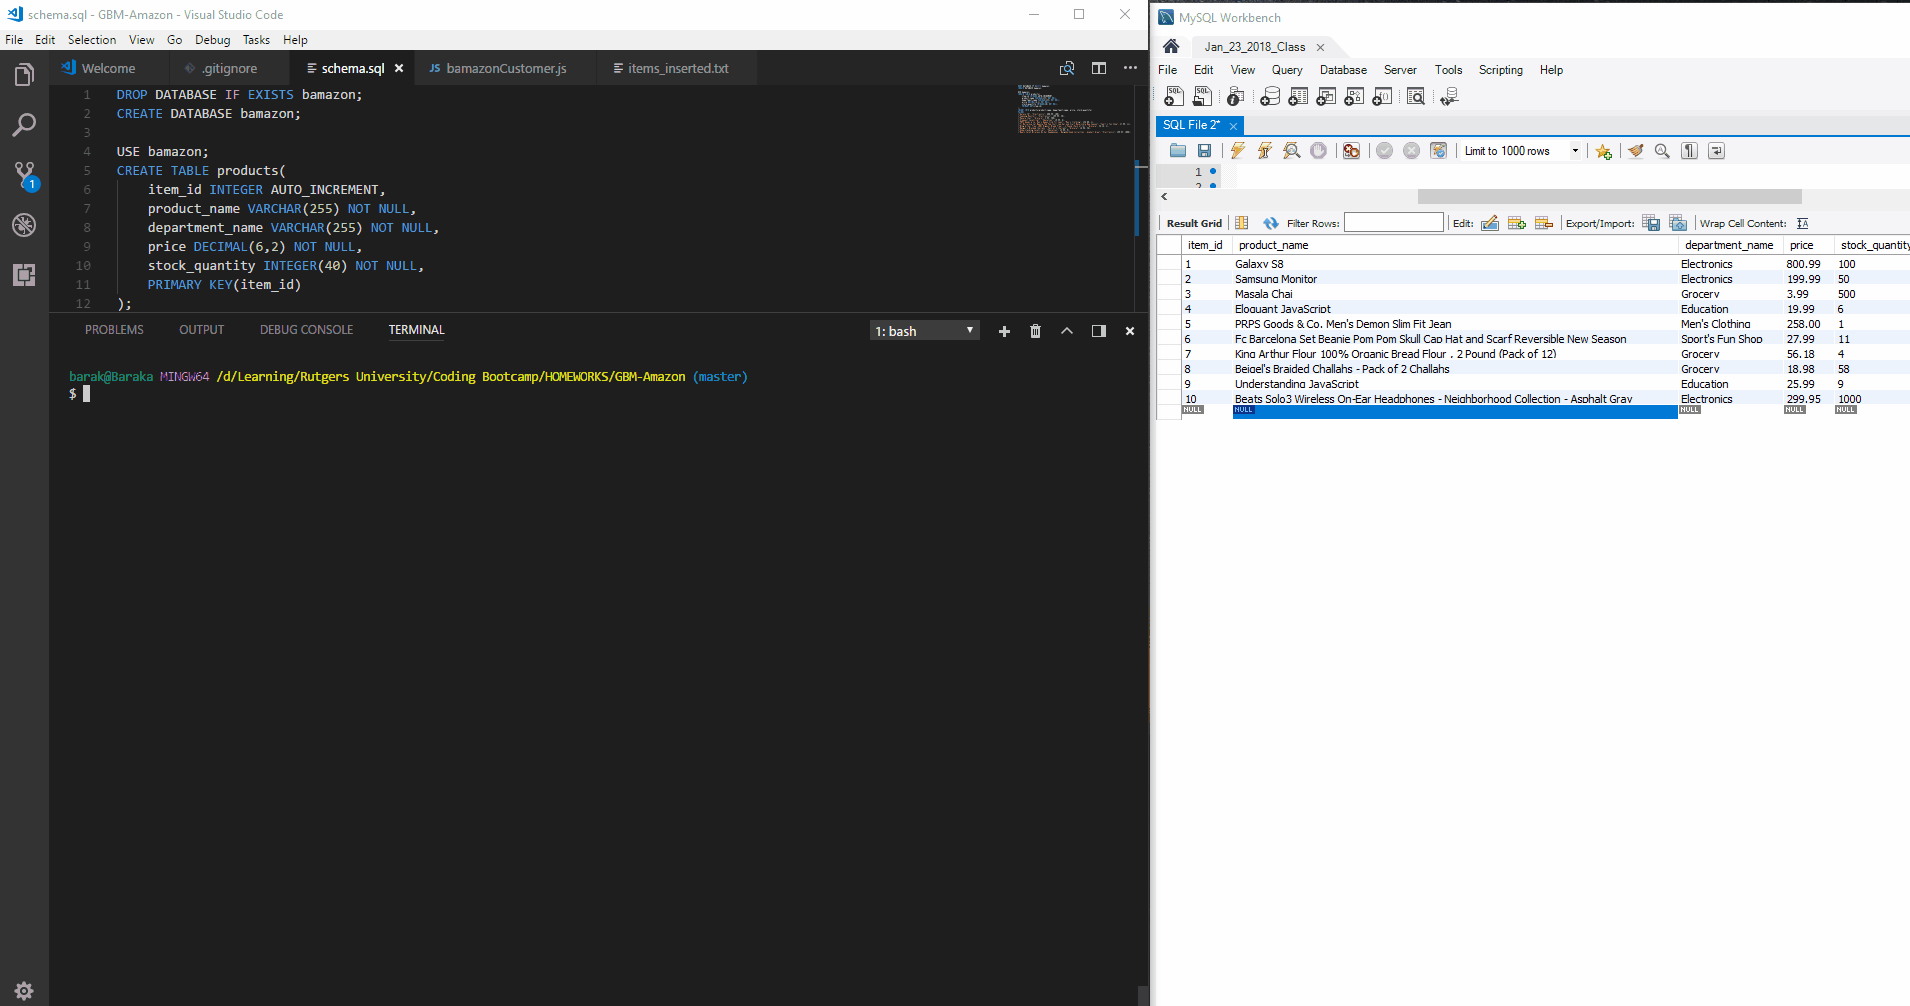 schema.sql - GBM-Amazon - Visual Studio Code
File Edit Selection View Go Debug Tasks Help
Welcome .gitignore schema.sql JS bamazonCustomer.js items_inserted.txt
1 DROP DATABASE IF EXISTS bamazon;
2 CREATE DATABASE bamazon;
3
4 USE bamazon;
5 CREATE TABLE products(
6 item_id INTEGER AUTO_INCREMENT,
7 product_name VARCHAR(255) NOT NULL,
8 department_name VARCHAR(255) NOT NULL,
9 price DECIMAL(6,2) NOT NULL,
10 stock_quantity INTEGER(40) NOT NULL,
11 PRIMARY KEY(item_id)
12 );
1
PROBLEMS OUTPUT DEBUG CONSOLE TERMINAL 1: bash
barak@Baraka MINGW64 /d/Learning/Rutgers University/Coding Bootcamp/HOMEWORKS/GBM-Amazon (master)
$
MySQL Workbench
Jan_23_2018_Class
File Edit View Query Database Server Tools Scripting Help
SQL File 2*
Limit to 1000 rows
1
2
Result Grid Filter Rows: Edit: Export/Import: Wrap Cell Content:
item_id product_name department_name price stock_quantity
1 Galaxy S8 Electronics 800.99 100
2 Samsung Monitor Electronics 199.99 50
3 Masala Chai Grocery 3.99 500
4 Eloquant JavaScript Education 19.99 6
5 PRPS Goods & Co. Men's Demon Slim Fit Jean Men's Clothing 258.00 1
6 Fc Barcelona Set Beanie Pom Pom Skull Cap Hat and Scarf Reversible New Season Sport's Fun Shop 27.99 11
7 King Arthur Flour 100% Organic Bread Flour . 2 Pound (Pack of 12) Grocery 56.18 4
8 Beigel's Braided Challahs - Pack of 2 Challahs Grocery 18.98 58
9 Understanding JavaScript Education 25.99 9
10 Beats Solo3 Wireless On-Ear Headphones - Neighborhood Collection - Asphalt Gray Electronics 299.95 1000
NULL NULL NULL NULL NULL